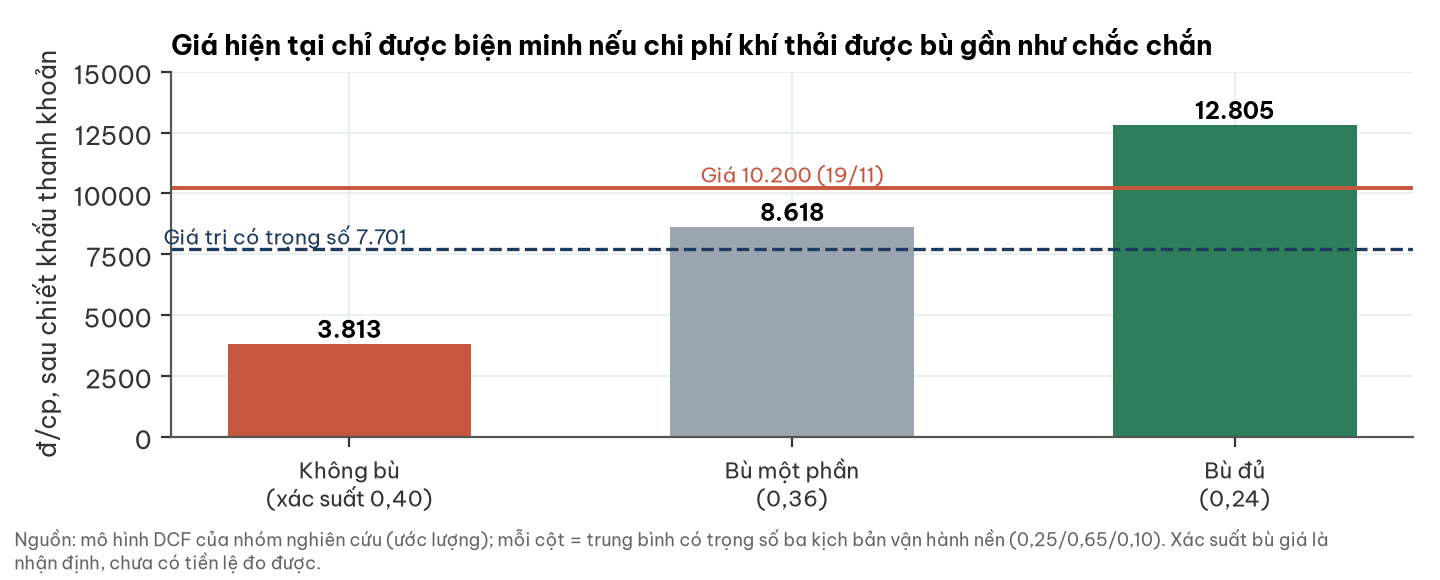 Giá hiện tại chỉ được biện minh nếu chi phí khí thải được bù gần như chắc chắn
đ/cp, sau chiết khấu thanh khoản
15000
12500
10000
7500
5000
2500
0
12.805
Giá 10.200 (19/11)
8.618
Giá trị có trọng số 7.701
3.813
Không bù
(xác suất 0,40)
Bù một phần
(0,36)
Bù đủ
(0,24)
Nguồn: mô hình DCF của nhóm nghiên cứu (ước lượng); mỗi cột = trung bình có trọng số ba kịch bản vận hành nền (0,25/0,65/0,10). Xác suất bù giá là
nhận định, chưa có tiền lệ đo được.